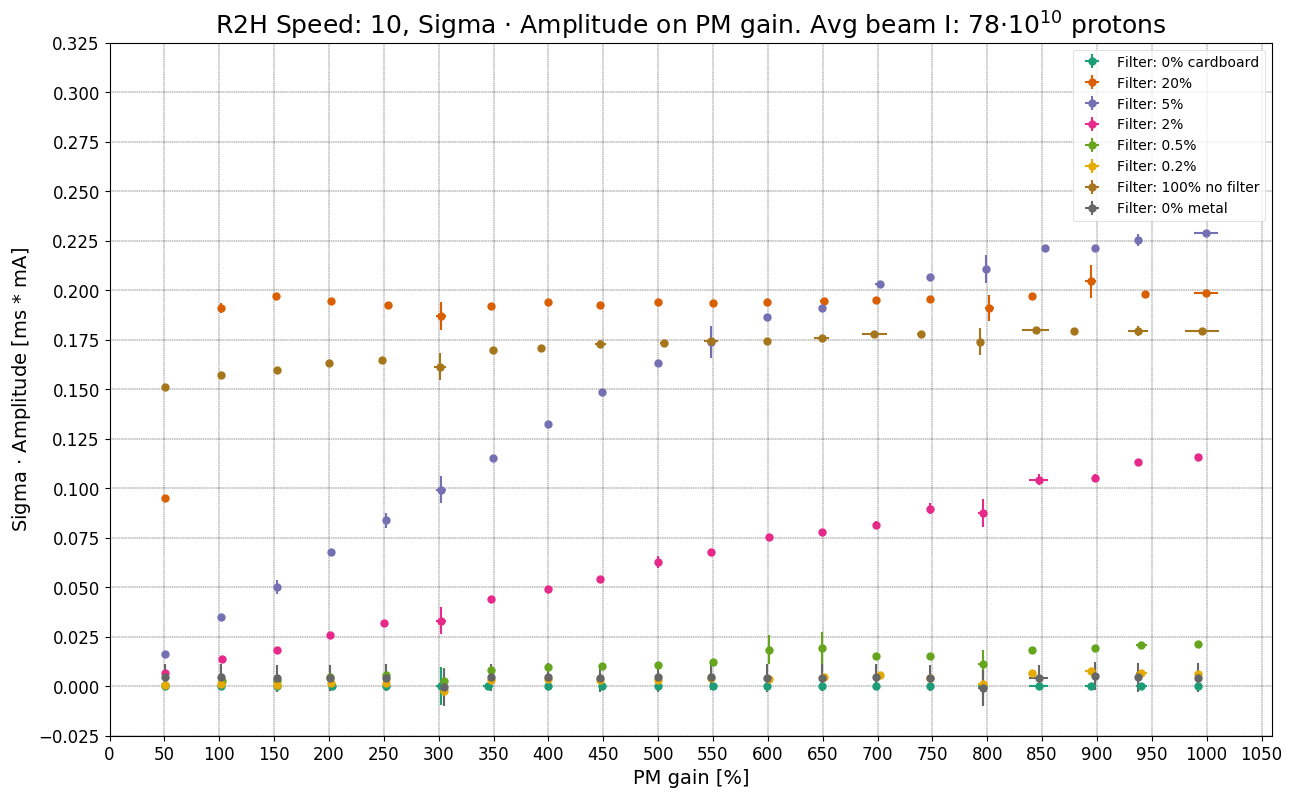 R2H Speed: 10, Sigma · Amplitude on PM gain. Avg beam I: 78·10^10 protons
Filter: 0% cardboard
Filter: 20%
Filter: 5%
Filter: 2%
Filter: 0.5%
Filter: 0.2%
Filter: 100% no filter
Filter: 0% metal
Sigma · Amplitude [ms * mA]
0.325
0.300
0.275
0.250
0.225
0.200
0.175
0.150
0.125
0.100
0.075
0.050
0.025
0.000
−0.025
0 50 100 150 200 250 300 350 400 450 500 550 600 650 700 750 800 850 900 950 1000 1050
PM gain [%]